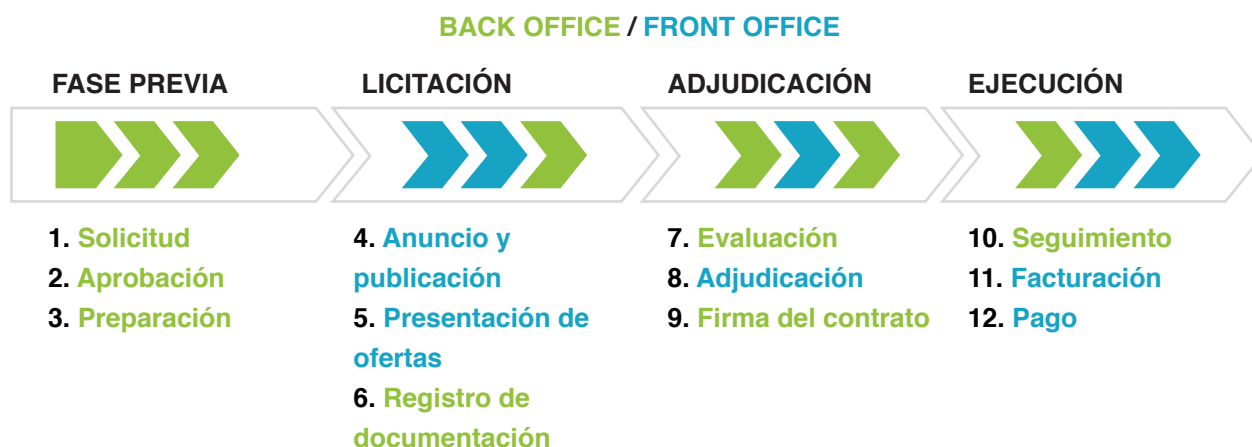 BACK OFFICE / FRONT OFFICE
FASE PREVIA
1. Solicitud
2. Aprobación
3. Preparación
LICITACIÓN
4. Anuncio y
publicación
5. Presentación de
ofertas
6. Registro de
documentación
ADJUDICACIÓN
7. Evaluación
8. Adjudicación
9. Firma del contrato
EJECUCIÓN
10. Seguimiento
11. Facturación
12. Pago